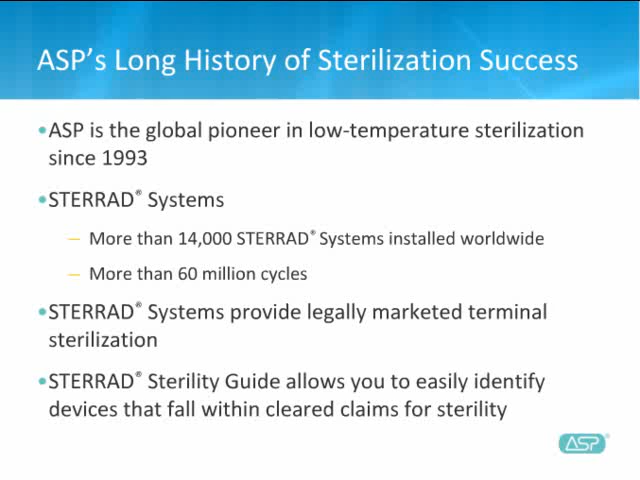 ASP’s Long History of Sterilization Success
•ASP is the global pioneer in low-temperature sterilization
since 1993
•STERRAD® Systems
– More than 14,000 STERRAD® Systems installed worldwide
– More than 60 million cycles
•STERRAD® Systems provide legally marketed terminal
sterilization
•STERRAD® Sterility Guide allows you to easily identify
devices that fall within cleared claims for sterility
ASP®